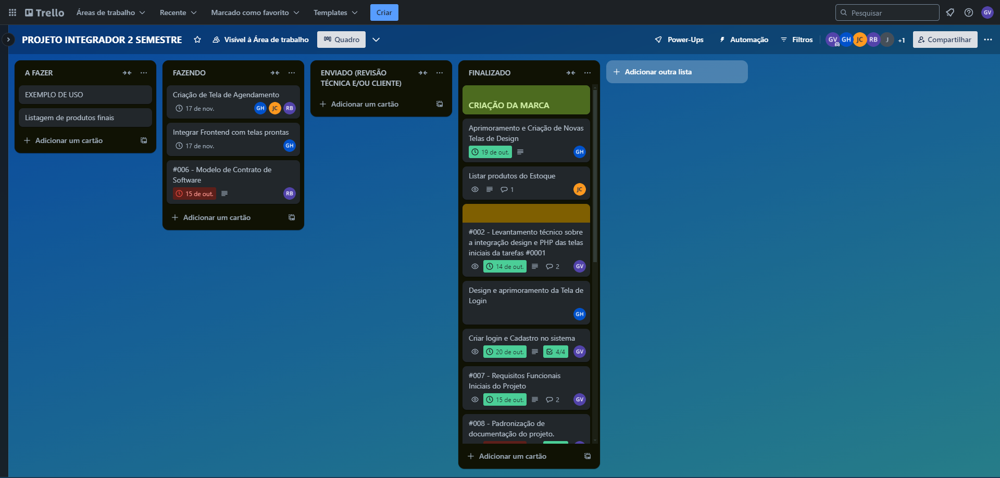 Trello
Áreas de trabalho
Recente
Marcado como favorito
Templates
Criar
Pesquisar
GV
PROJETO INTEGRADOR 2 SEMESTRE
Visível à Área de trabalho
Quadro
Power-Ups
Automação
Filtros
GV
GH
JC
RB
J
+1
Compartilhar
A FAZER
EXEMPLO DE USO
Listagem de produtos finais
Adicionar um cartão
FAZENDO
Criação de Tela de Agendamento
17 de nov.
GH
JC
RB
Integrar Frontend com telas prontas
17 de nov.
GH
#006 - Modelo de Contrato de
Software
15 de out.
RB
Adicionar um cartão
ENVIADO (REVISÃO
TÉCNICA E/OU CLIENTE)
Adicionar um cartão
FINALIZADO
CRIAÇÃO DA MARCA
Aprimoramento e Criação de Novas
Telas de Design
19 de out.
GH
Listar produtos do Estoque
1
JC
#002 - Levantamento técnico sobre
a integração design e PHP das telas
iniciais da tarefas #0001
14 de out.
2
GV
Design e aprimoramento da Tela de
Login
GH
Criar login e Cadastro no sistema
20 de out.
4/4
GV
#007 - Requisitos Funcionais
Iniciais do Projeto
15 de out.
2
GV
#008 - Padronização de
documentação do projeto.
Adicionar um cartão
Adicionar outra lista